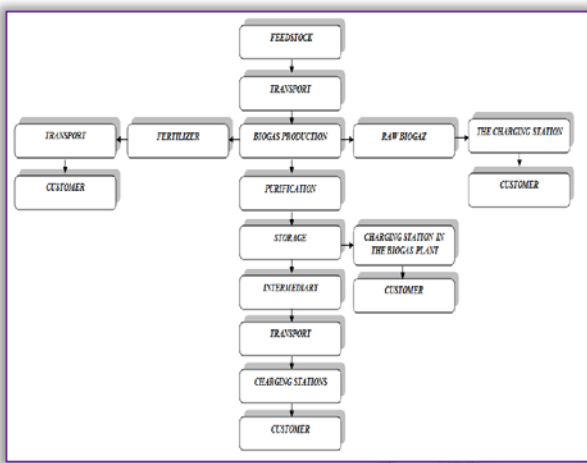 FEEDSTOCK
TRANSPORT
TRANSPORT
FERTILIZER
BIOGAS PRODUCTION
RAW BIOGAZ
THE CHARGING STATION
CUSTOMER
PURIFICATION
CUSTOMER
STORAGE
CHARGING STATION IN
THE BIOGAS PLANT
INTERMEDIARY
CUSTOMER
TRANSPORT
CHARGING STATIONS
CUSTOMER